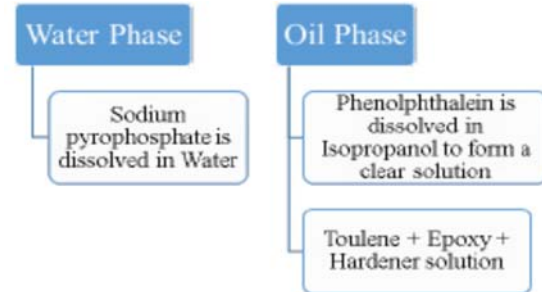 Water Phase
Sodium
pyrophosphate is
dissolved in Water
Oil Phase
Phenolphthalein is
dissolved in
Isopropanol to form a
clear solution
Toulene + Epoxy +
Hardener solution